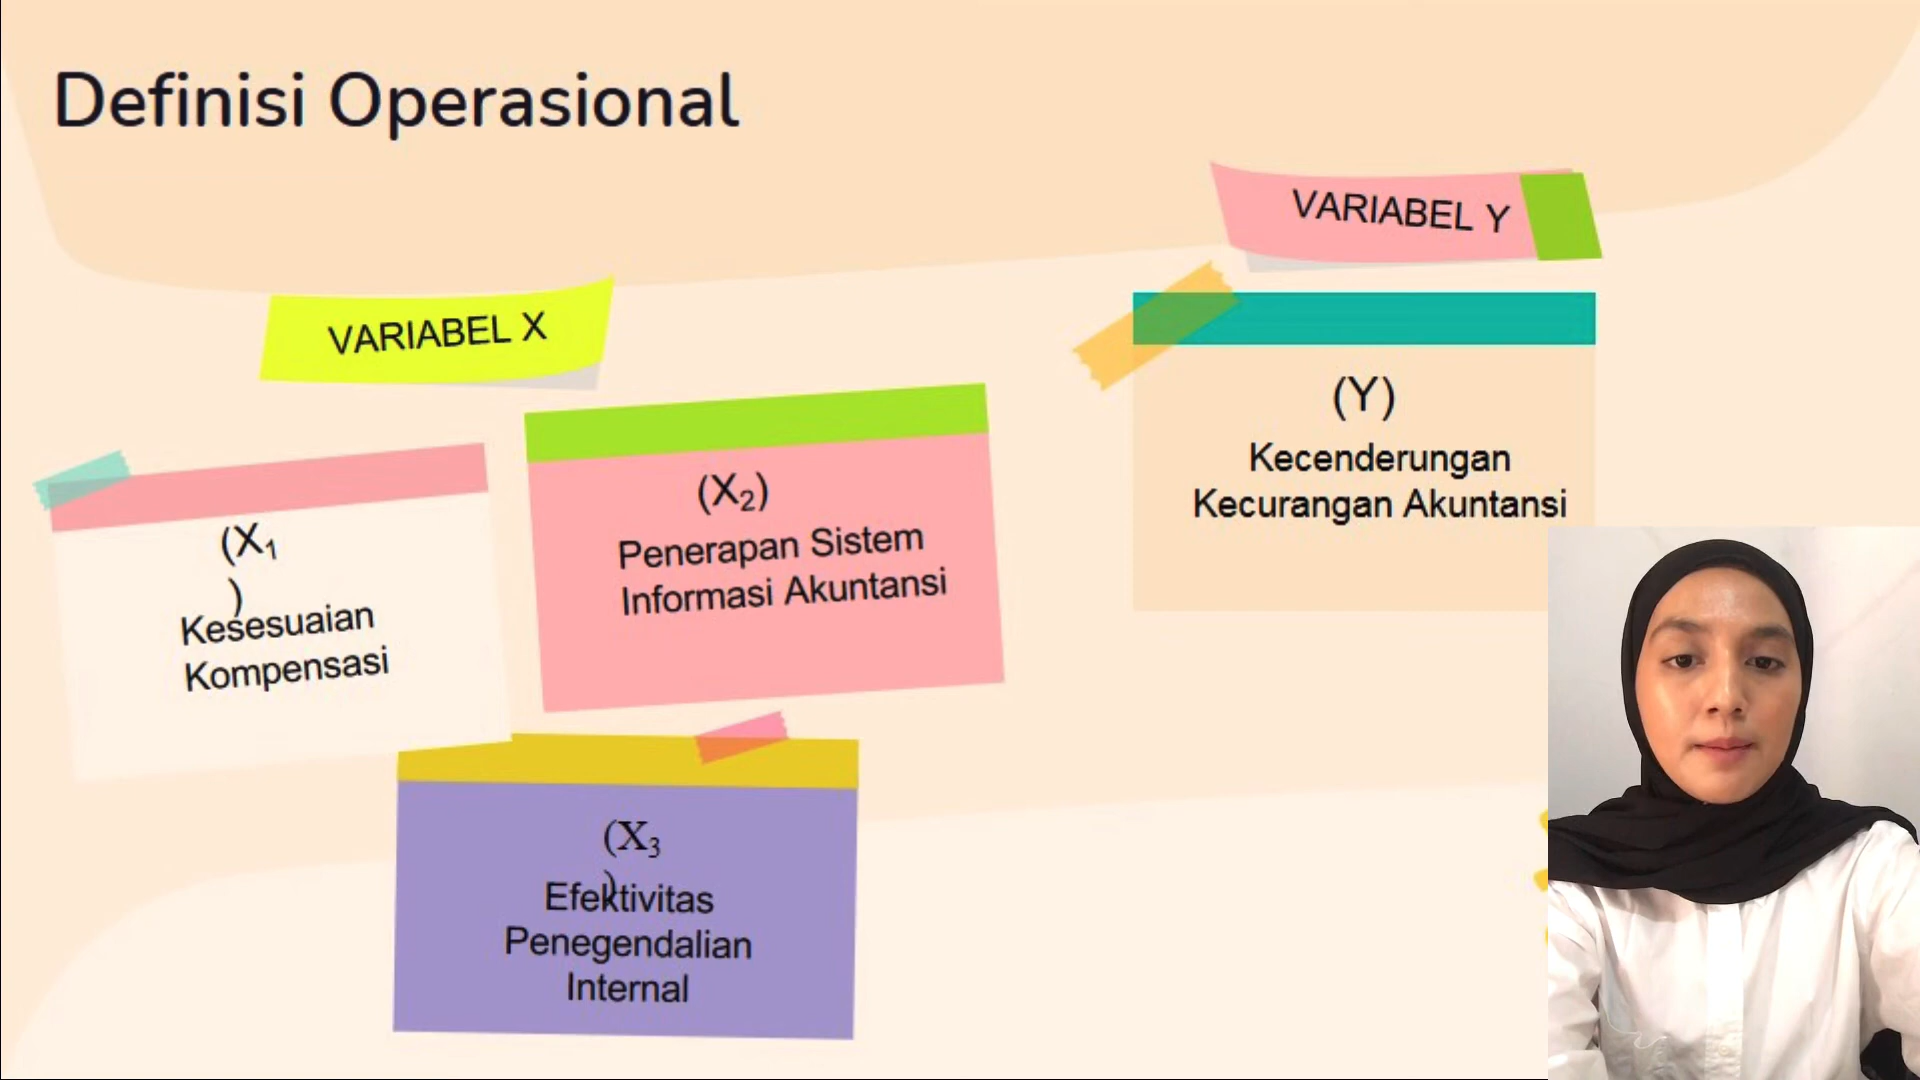 Definisi Operasional
VARIABEL X
(X₁
)
Kesesuaian
Kompensasi
(X₂)
Penerapan Sistem
Informasi Akuntansi
(X₃
)
Efektivitas
Penegendalian
Internal
VARIABEL Y
(Y)
Kecenderungan
Kecurangan Akuntansi